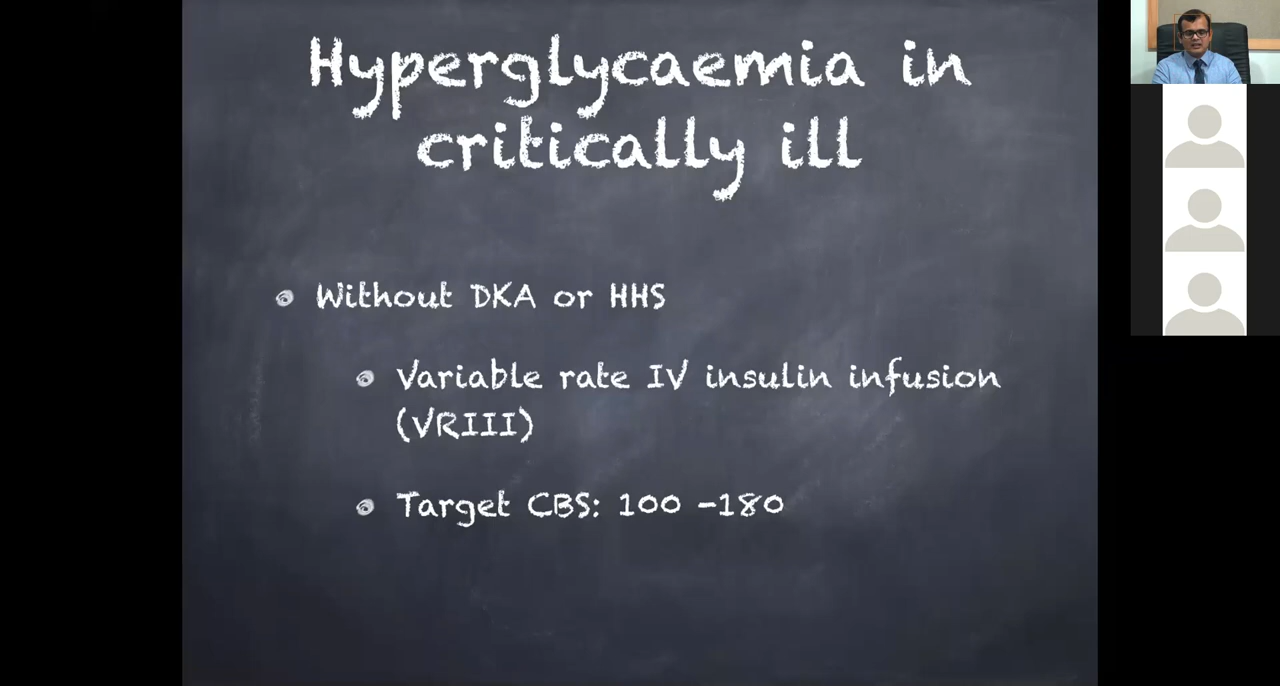 Hyperglycaemia in
critically ill
Without DKA or HHS
Variable rate IV insulin infusion
(VRIII)
Target CBS: 100 -180